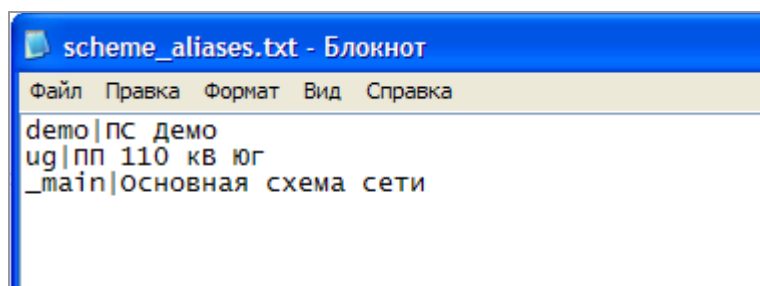 scheme_aliases.txt - Блокнот
Файл Правка Формат Вид Справка
demo|ПС Демо
ug|ПП 110 кВ Юг
_main|Основная схема сети